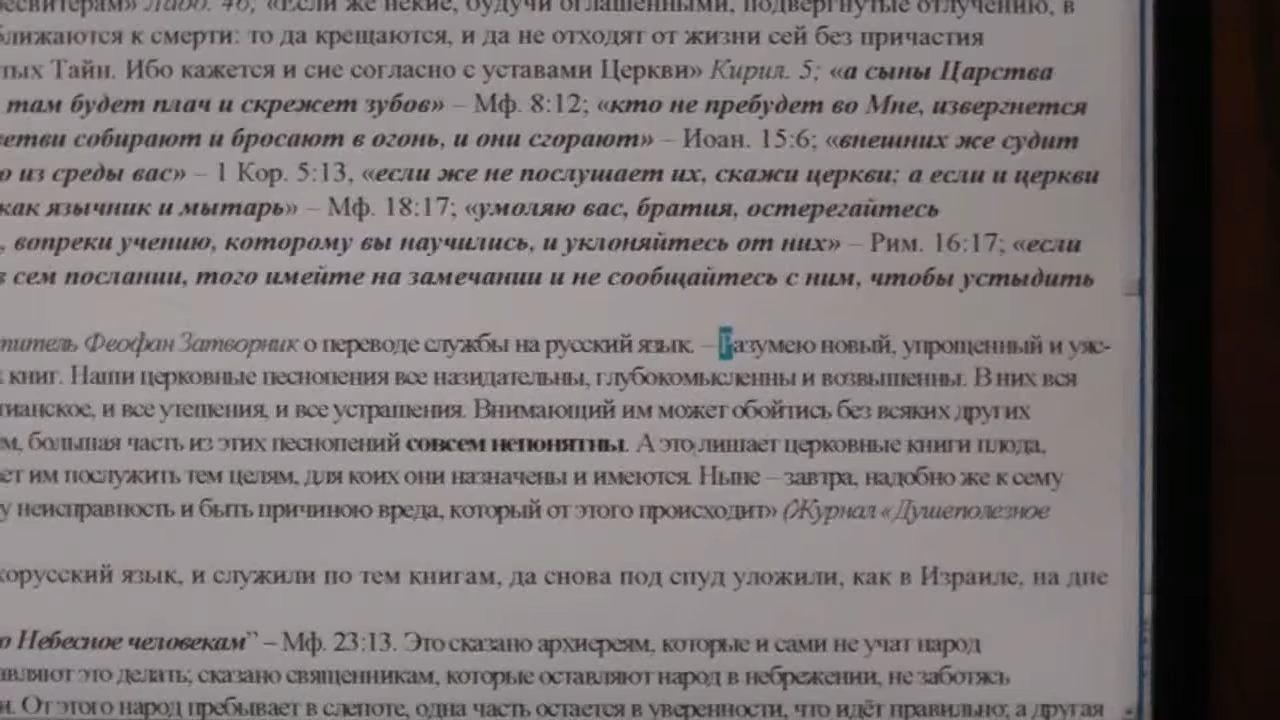 есвитерам» Лаод. 46; «Если же некие, будучи оглашенными, подвергнутые отлучению, в
ближаются к смерти: то да крещаются, и да не отходят от жизни сей без причастия
тых Тайн. Ибо кажется и сие согласно с уставами Церкви» Кирил. 5; «а сыны Царства
там будет плач и скрежет зубов» – Мф. 8:12; «кто не пребудет во Мне, извергнется
ветви собирают и бросают в огонь, и они сгорают» – Иоан. 15:6; «внешних же судит
о из среды вас» – 1 Кор. 5:13, «если же не послушает их, скажи церкви; а если и церкви
как язычник и мытарь» – Мф. 18:17; «умоляю вас, братия, остерегайтесь
, вопреки учению, которому вы научились, и уклоняйтесь от них» – Рим. 16:17; «если
в сем послании, того имейте на замечании и не сообщайтесь с ним, чтобы устыдить
титель Феофан Затворник о переводе службы на русский язык. – Разумею новый, упрощенный и уяс-
книг. Наши церковные песнопения все назидательны, глубокомысленны и возвышенны. В них вся
тианское, и все утешения, и все устрашения. Внимающий им может обойтись без всяких других
м, большая часть из этих песнопений совсем непонятны. А это лишает церковные книги плода,
ет им послужить тем целям, для коих они назначены и имеются. Ныне – завтра, надобно же к сему
у неисправность и быть причиною вреда, который от этого происходит» (Журнал «Душеполезное
корусский язык, и служили по тем книгам, да снова под спуд уложили, как в Израиле, на дне
о Небесное человекам” – Мф. 23:13. Это сказано архиереям, которые и сами не учат народ
авляют это делать; сказано священникам, которые оставляют народ в небрежении, не заботясь
и. От этого народ пребывает в слепоте, одна часть остается в уверенности, что идёт правильно; а другая